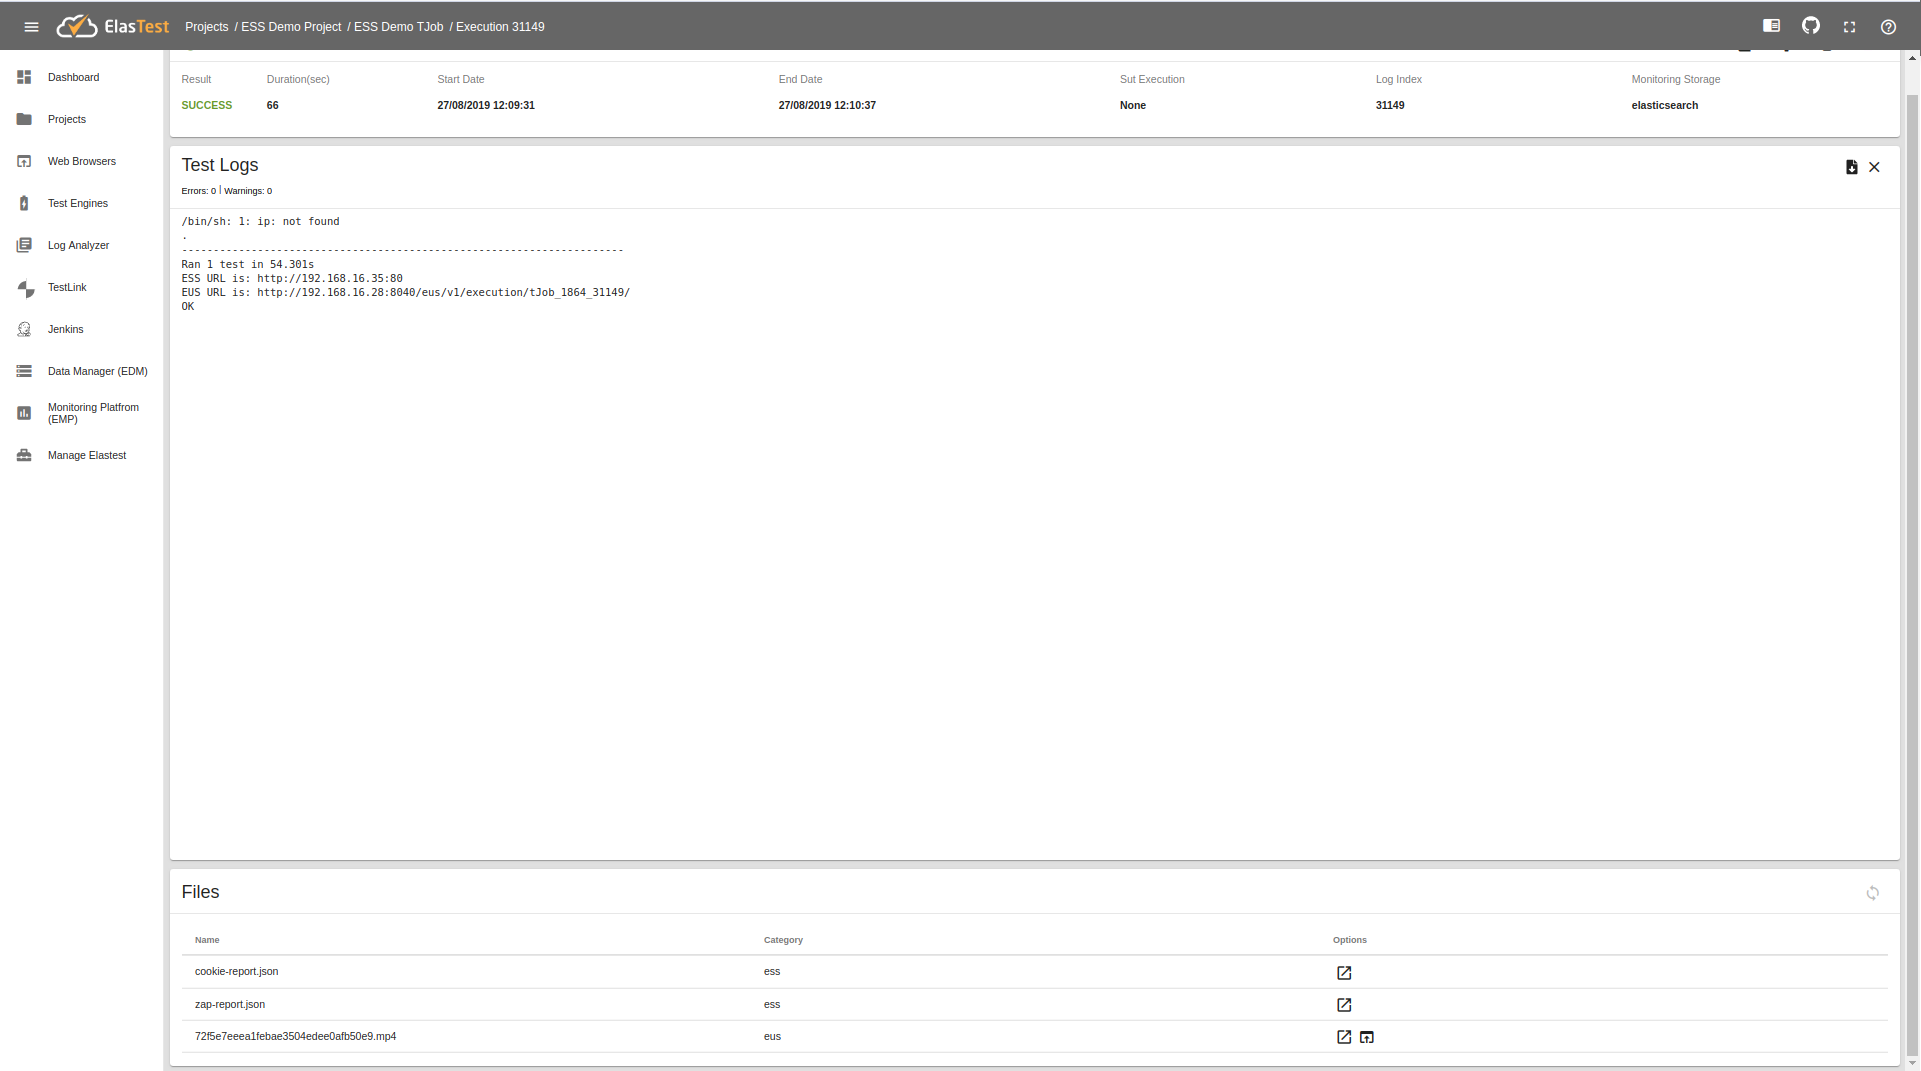 ElasTest Projects / ESS Demo Project / ESS Demo TJob / Execution 31149
Dashboard
Projects
Web Browsers
Test Engines
Log Analyzer
TestLink
Jenkins
Data Manager (EDM)
Monitoring Platfrom
(EMP)
Manage Elastest
Result Duration(sec) Start Date End Date Sut Execution Log Index Monitoring Storage
SUCCESS 66 27/08/2019 12:09:31 27/08/2019 12:10:37 None 31149 elasticsearch
Test Logs
Errors: 0 | Warnings: 0
/bin/sh: 1: ip: not found
.
----------------------------------------------------------------------
Ran 1 test in 54.301s
ESS URL is: http://192.168.16.35:80
EUS URL is: http://192.168.16.28:8040/eus/v1/execution/tJob_1864_31149/
OK
Files
Name Category Options
cookie-report.json ess
zap-report.json ess
72f5e7eeea1febae3504edee0afb50e9.mp4 eus